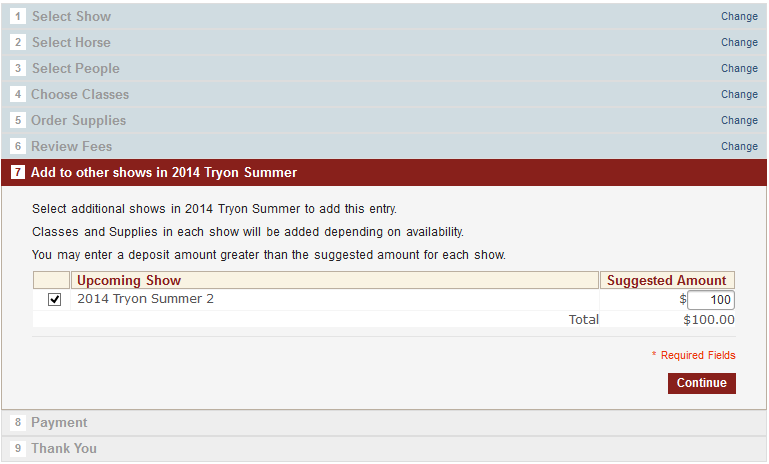 1 Select Show Change
2 Select Horse Change
3 Select People Change
4 Choose Classes Change
5 Order Supplies Change
6 Review Fees Change
7 Add to other shows in 2014 Tryon Summer
Select additional shows in 2014 Tryon Summer to add this entry.
Classes and Supplies in each show will be added depending on availability.
You may enter a deposit amount greater than the suggested amount for each show.
Upcoming Show Suggested Amount
2014 Tryon Summer 2 $ 100
Total $100.00
* Required Fields
Continue
8 Payment
9 Thank You